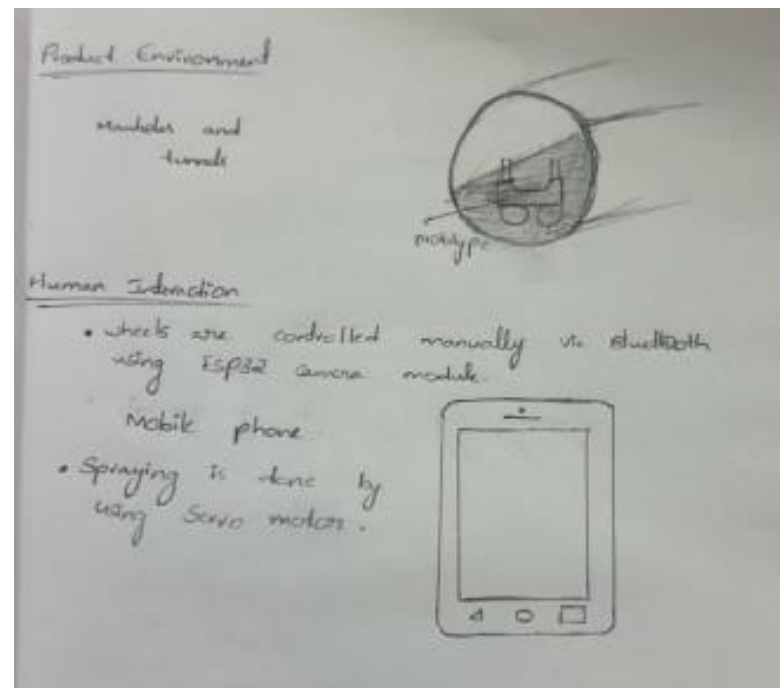 Product Environment
Manholes and
tunnels
prototype
Human Interaction
• wheels are controlled manually via Bluetooth
using ESP32 camera module.
Mobile phone
• Spraying is done by
using Servo motors.